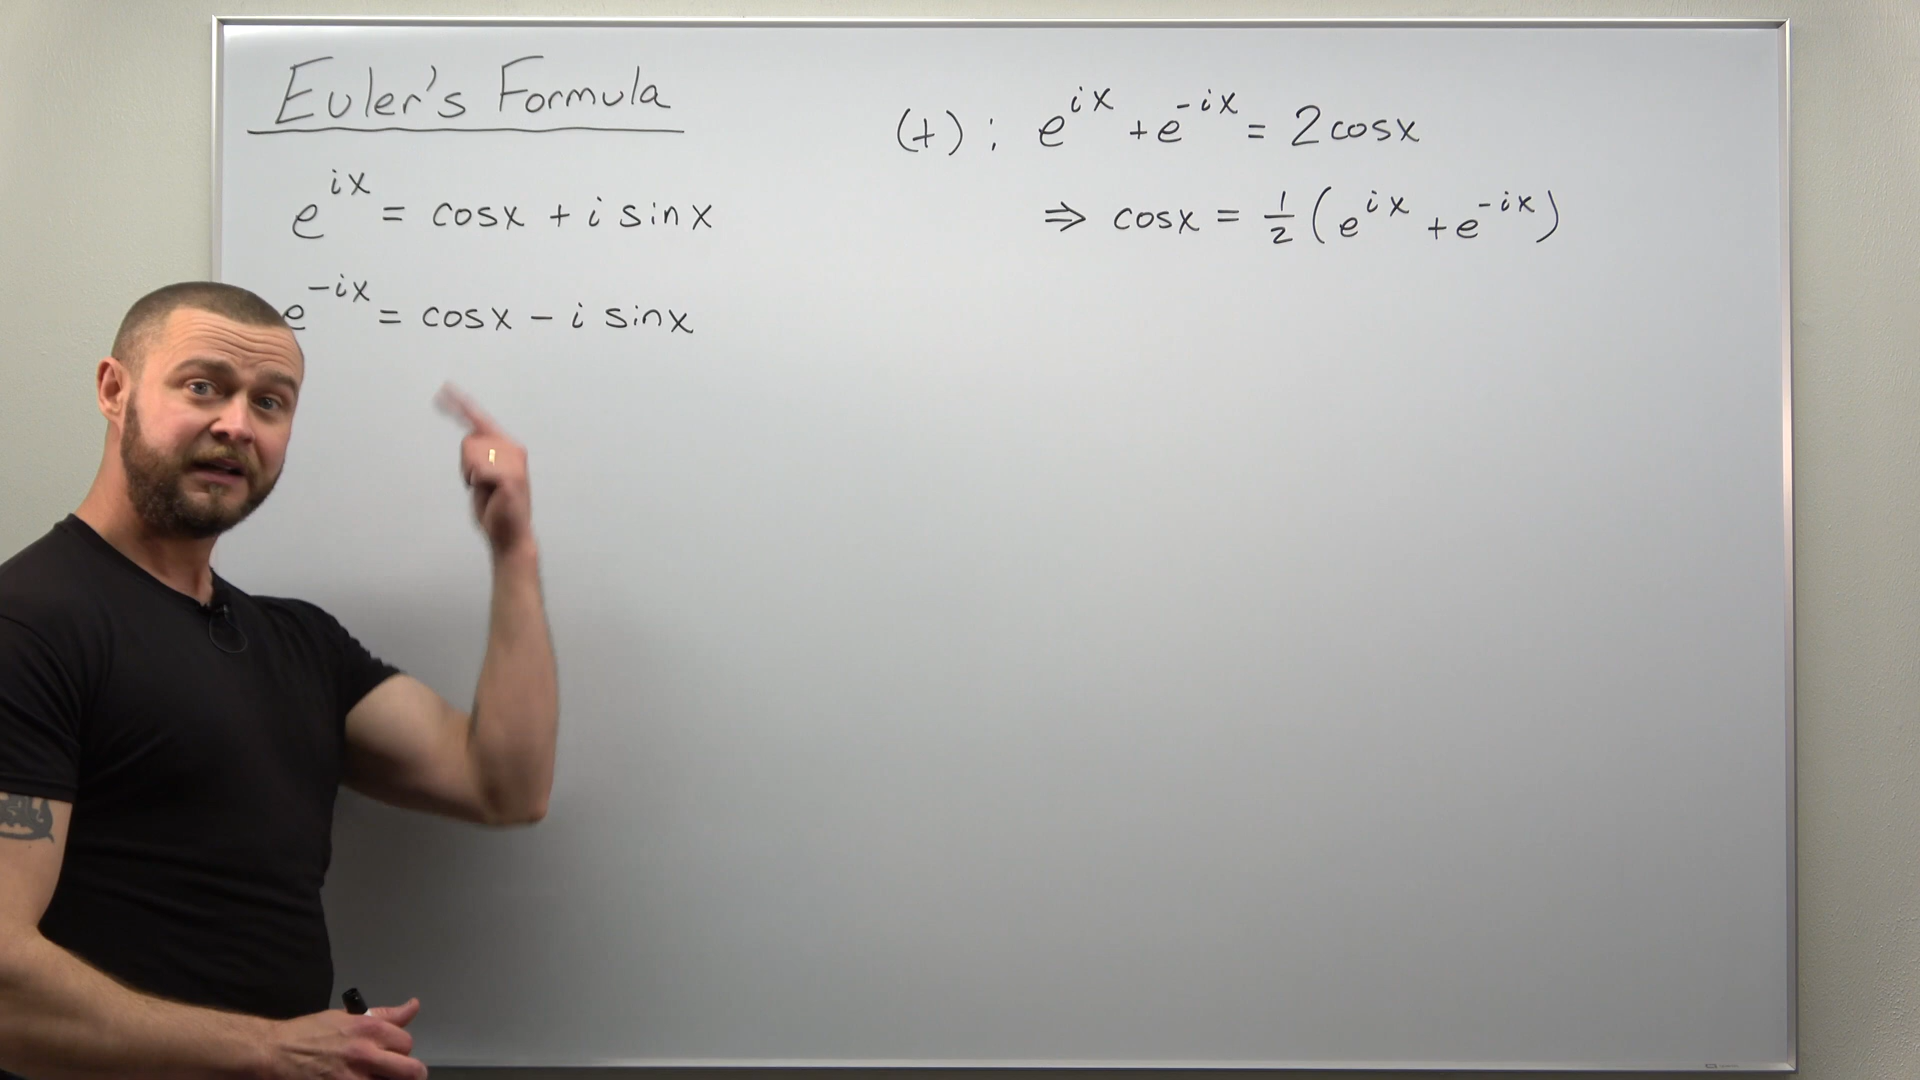 Euler's Formula
e^{ix} = cosx + i sinx
e^{-ix} = cosx - i sinx
(+) : e^{ix} + e^{-ix} = 2cosx
⇒ cosx = 1/2 (e^{ix} + e^{-ix})